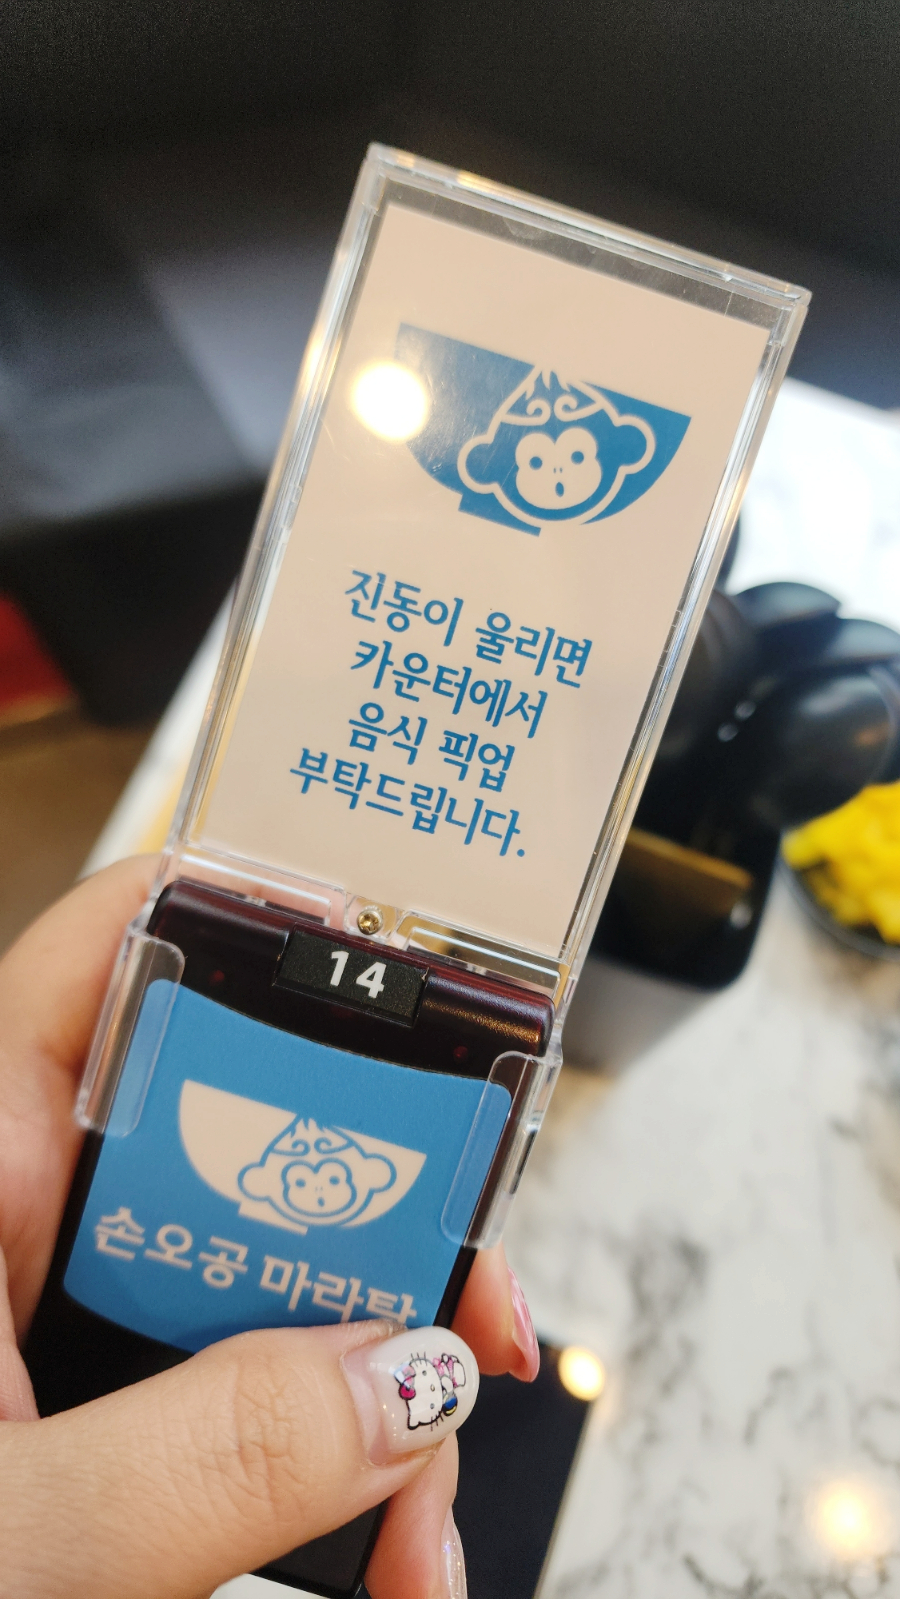 진동이 울리면
카운터에서
음식 픽업
부탁드립니다.
14
손오공 마라탕